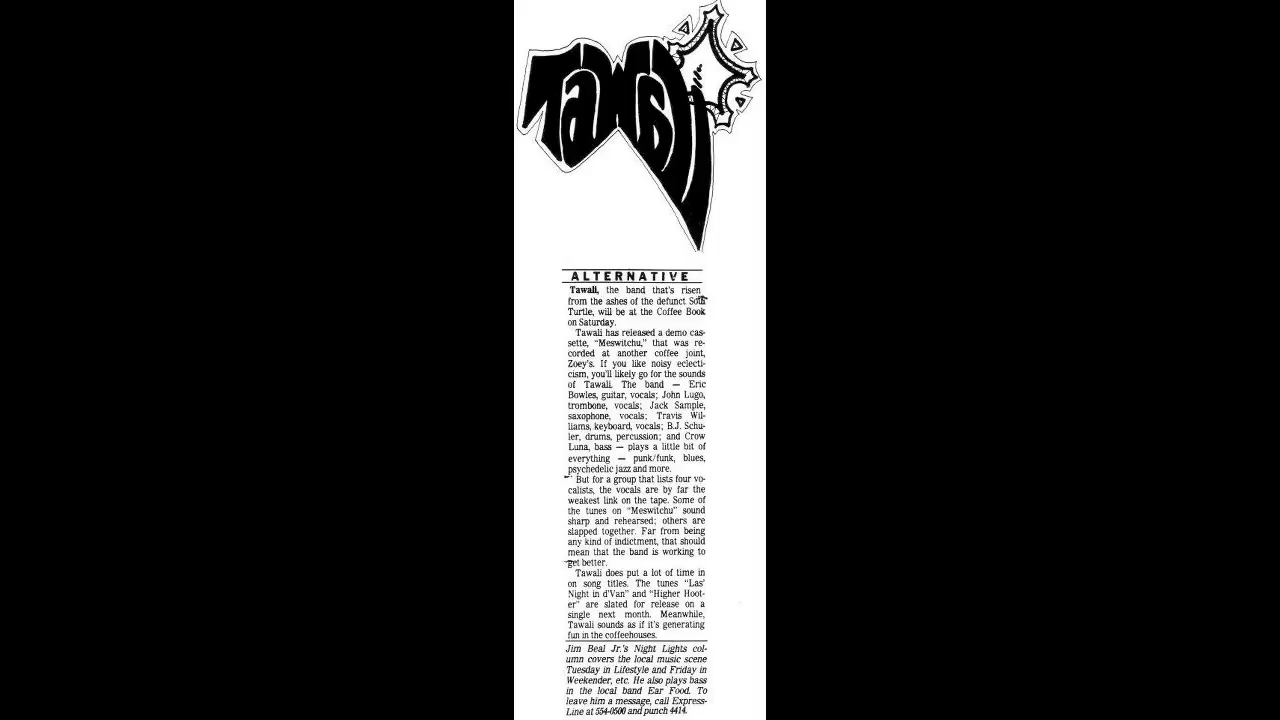 Tawali
ALTERNATIVE
Tawali, the band that's risen
from the ashes of the defunct
Turtle, will be at the Coffee Book
on Saturday.
Tawali has released a demo cas-
sette, "Meswitchu," that was re-
corded at another coffee joint,
Zoey's. If you like noisy eclecti-
cism, you'll likely go for the sounds
of Tawali. The band — Eric
Bowles, guitar, vocals; John Lugo,
trombone, vocals; Jack Sample,
saxophone, vocals; Travis Wil-
liams, keyboard, vocals; B.J. Schu-
ler, drums, percussion; and Crow
Luna, bass — plays a little bit of
everything — punk/funk, blues,
psychedelic jazz and more.
But for a group that lists four vo-
calists, the vocals are by far the
weakest link on the tape. Some of
the tunes on "Meswitchu" sound
sharp and rehearsed; others are
slapped together. Far from being
any kind of indictment, that should
mean that the band is working to
get better.
Tawali does put a lot of time in
on song titles. The tunes "Las'
Night in d'Van" and "Higher Hoot-
er" are slated for release on a
single next month. Meanwhile,
Tawali sounds as if it's generating
fun in the coffeehouses.
Jim Beal Jr.'s Night Lights col-
umn covers the local music scene
Tuesday in Lifestyle and Friday in
Weekender, etc. He also plays bass
in the local band Ear Food. To
leave him a message, call Express-
Line at 554-0500 and punch 4414.